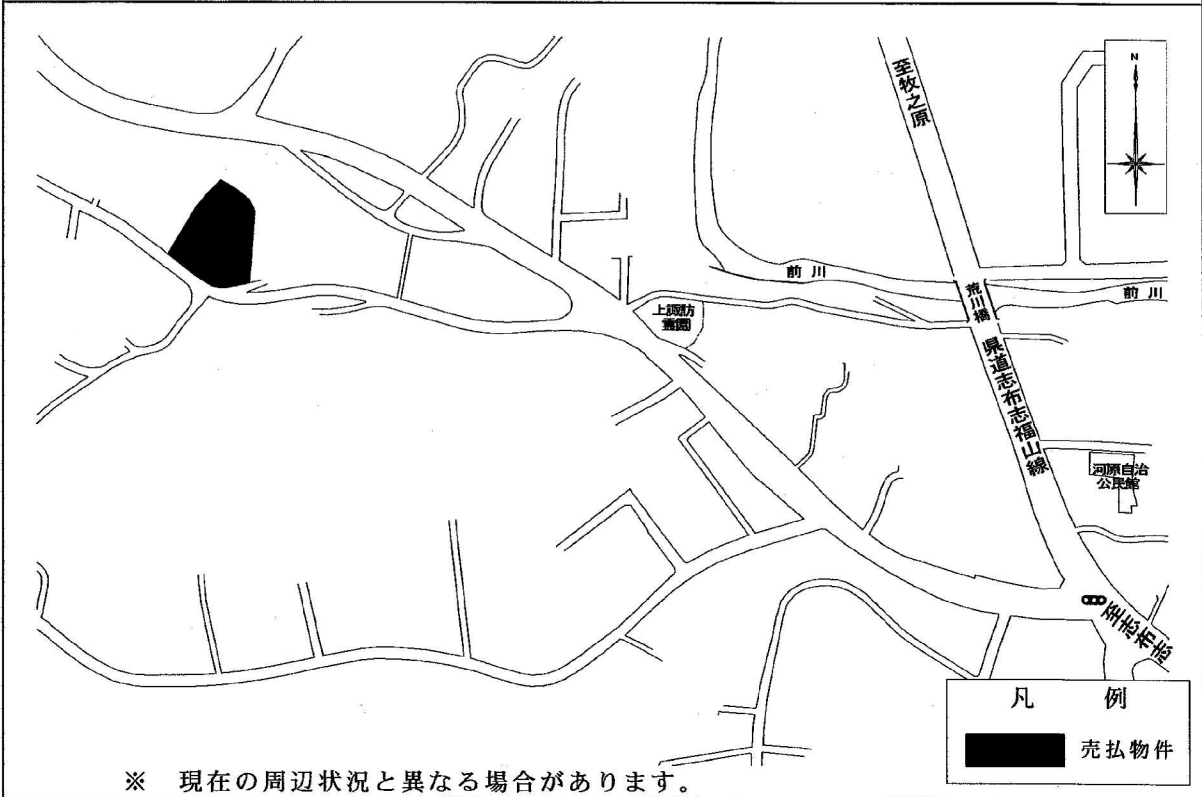 N
至牧之原
前川
荒川橋
前川
上諏訪
霊園
県道志布志福山線
河原自治
公民館
至志布志
凡 例
売払物件
※ 現在の周辺状況と異なる場合があります。